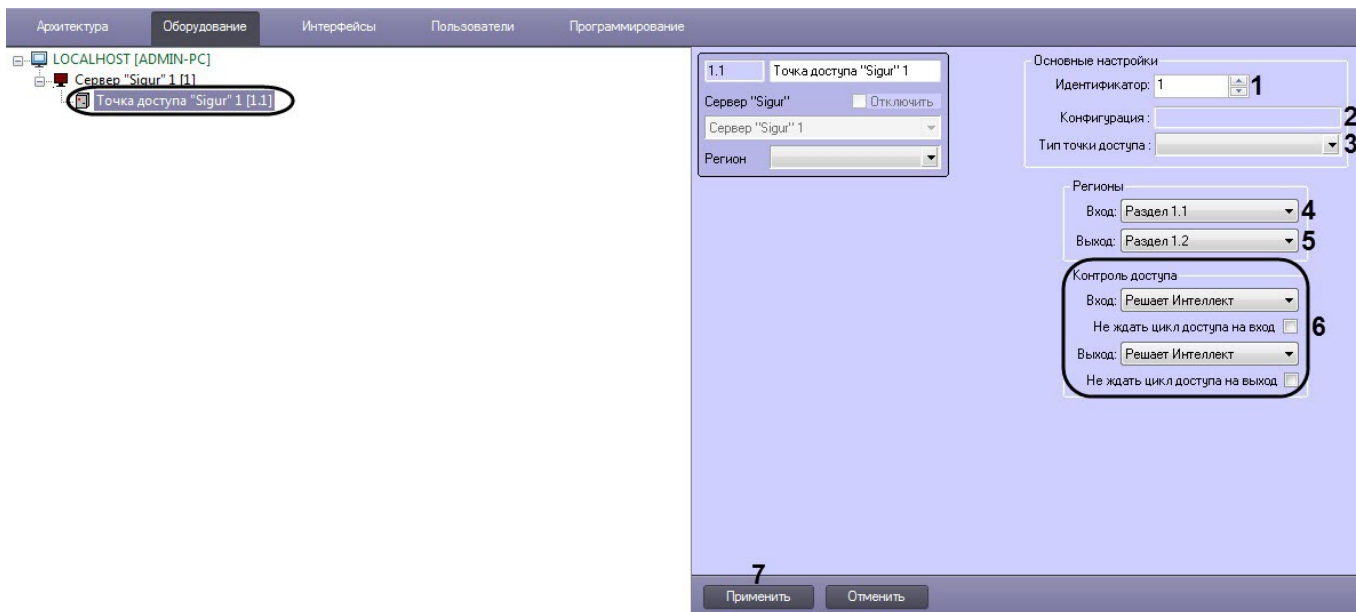 Архитектура Оборудование Интерфейсы Пользователи Программирование
LOCALHOST [ADMIN-PC]
Сервер "Sigur" 1 [1]
Точка доступа "Sigur" 1 [1.1]
1.1 Точка доступа "Sigur" 1
Сервер "Sigur" Отключить
Сервер "Sigur" 1
Регион
Основные настройки
Идентификатор: 1 1
Конфигурация : 2
Тип точки доступа : 3
Регионы
Вход: Раздел 1.1 4
Выход: Раздел 1.2 5
Контроль доступа
Вход: Решает Интеллект
Не ждать цикл доступа на вход 6
Выход: Решает Интеллект
Не ждать цикл доступа на выход
7
Применить Отменить